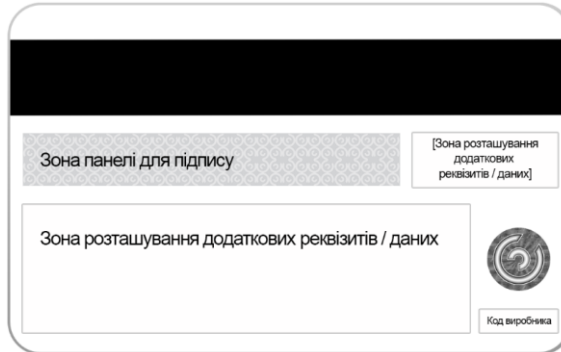 Зона панелі для підпису
[Зона розташування
додаткових
реквізитів / даних]
Зона розташування додаткових реквізитів / даних
Код виробника